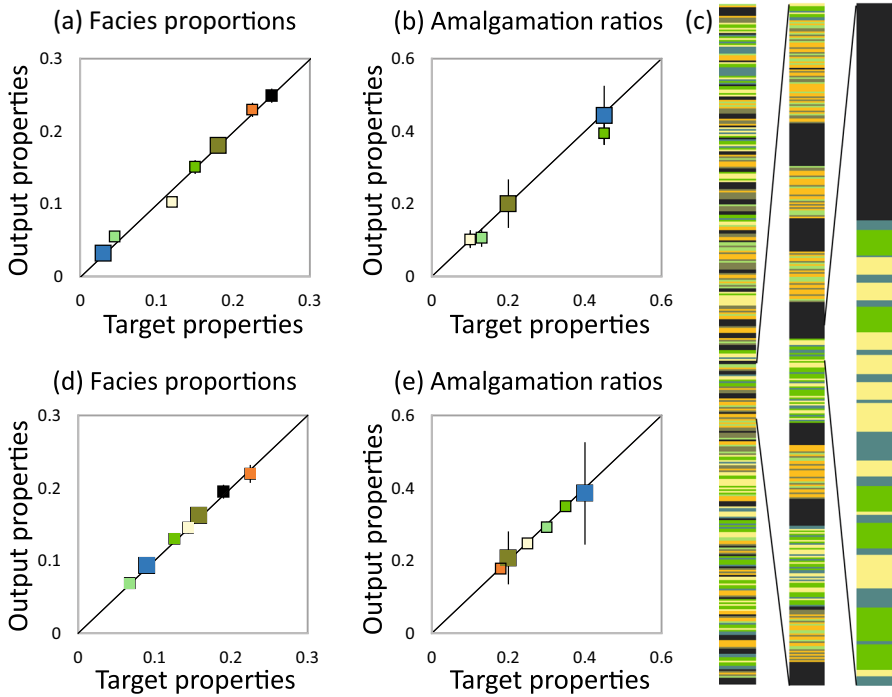 (a) Facies proportions
(b) Amalgamation ratios
(c)
Output properties
0.3
0.2
0.1
0
0.1
0.2
0.3
Target properties
Output properties
0.6
0.4
0.2
0
0
0.2
0.4
0.6
Target properties
(d) Facies proportions
(e) Amalgamation ratios
Output properties
0.3
0.2
0.1
0
0
0.1
0.2
0.3
Target properties
Output properties
0.6
0.4
0.2
0
0
0.2
0.4
0.6
Target properties